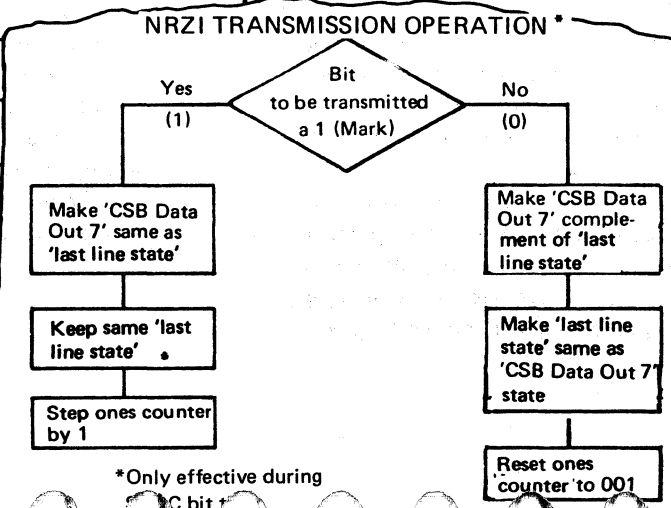 NRZI TRANSMISSION OPERATION *
Bit
to be transmitted
a 1 (Mark)
Yes
(1)
No
(0)
Make 'CSB Data
Out 7' same as
'last line state'
Keep same 'last
line state'
Step ones counter
by 1
Make 'CSB Data
Out 7' comple-
ment of 'last
line state'
Make 'last line
state' same as
'CSB Data Out 7'
state
Reset ones
counter to 001
*Only effective during
bit